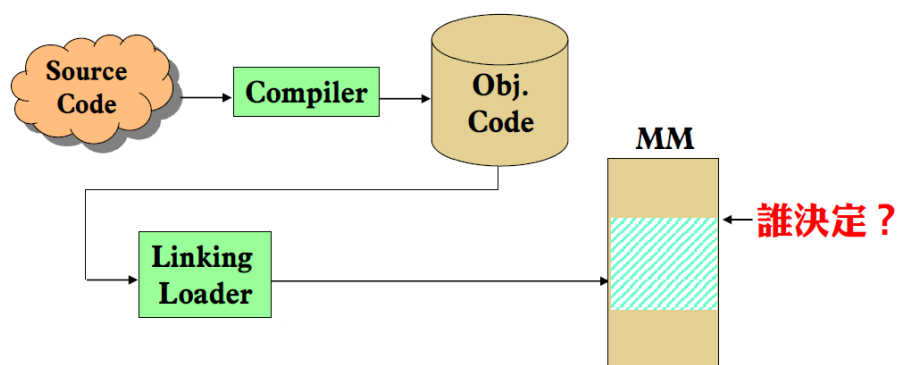 Source
Code
Compiler
Obj.
Code
MM
誰決定？
Linking
Loader